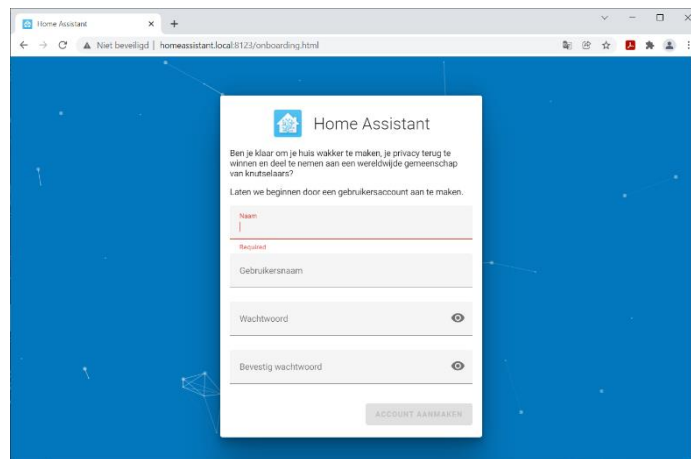 Home Assistant
Niet beveiligd | homeassistant.local:8123/onboarding.html
Home Assistant
Ben je klaar om je huis wakker te maken, je privacy terug te
winnen en deel te nemen aan een wereldwijde gemeenschap
van knutselaars?
Laten we beginnen door een gebruikersaccount aan te maken.
Naam
Required
Gebruikersnaam
Wachtwoord
Bevestig wachtwoord
ACCOUNT AANMAKEN